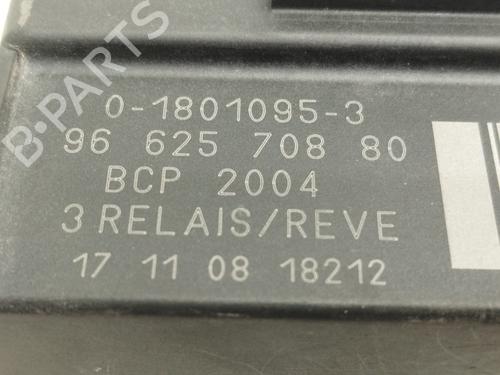 B-PARTS
0-1801095-3
96 625 708 80
BCP 2004
3 RELAIS/REVE
17 11 08 18212